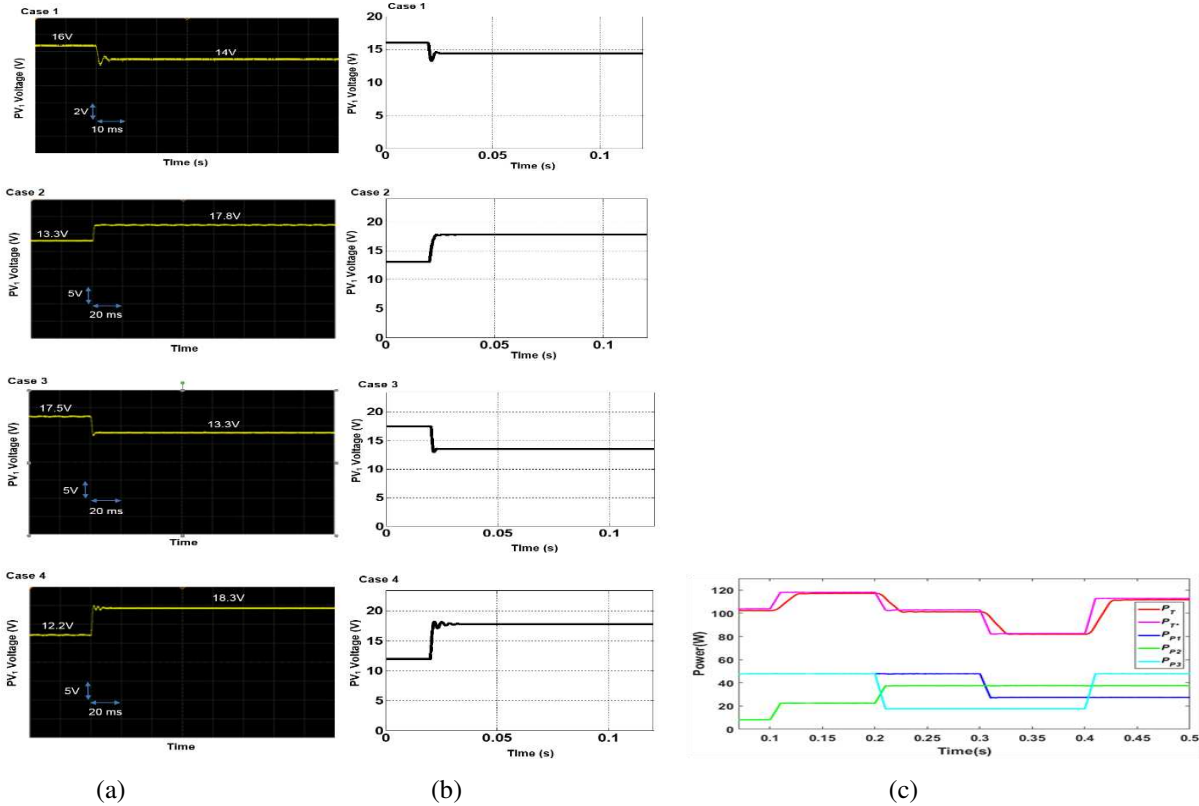 Case 1
PV₁ Voltage (V)
16V
14V
2V
10 ms
Time (s)
Case 1
PV₁ Voltage (V)
20
15
10
5
0
0
0.05
0.1
Time (s)
Case 2
PV₁ Voltage (V)
13.3V
17.8V
5V
20 ms
Time
Case 2
PV₁ Voltage (V)
20
15
10
5
0
0
0.05
0.1
Time (s)
Case 3
PV₁ Voltage (V)
17.5V
13.3V
5V
20 ms
Time
Case 3
PV₁ Voltage (V)
20
15
10
5
0
0
0.05
0.1
Time (s)
Case 4
PV₁ Voltage (V)
12.2V
18.3V
5V
20 ms
Time
Case 4
PV₁ Voltage (V)
20
15
10
5
0
0
0.05
0.1
Time (s)
Power(W)
120
100
80
60
40
20
0
0.1
0.15
0.2
0.25
0.3
0.35
0.4
0.45
0.5
Time(s)
P_T
P_T*
P_P1
P_P2
P_P3
(a)
(b)
(c)